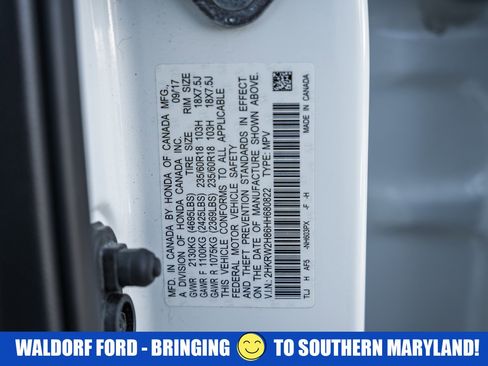 MFD. IN CANADA BY HONDA OF CANADA MFG.,
A DIVISION OF HONDA CANADA INC. 09/17
TIRE SIZE RIM SIZE
GVWR 2130KG (4695LBS)
GAWR F 1100KG (2425LBS) 235/60R18 103H 18X7.5J
GAWR R 1075KG (2369LBS) 235/60R18 103H 18X7.5J
THIS VEHICLE CONFORMS TO ALL APPLICABLE
FEDERAL MOTOR VEHICLE SAFETY
AND THEFT PREVENTION STANDARDS IN EFFECT
ON THE DATE OF MANUFACTURE SHOWN ABOVE.
V.I.N: 2HKRW2H86HH680822 TYPE: MPV
TLJ H AF5 -NH603PX -F -H MADE IN CANADA
WALDORF FORD - BRINGING TO SOUTHERN MARYLAND!